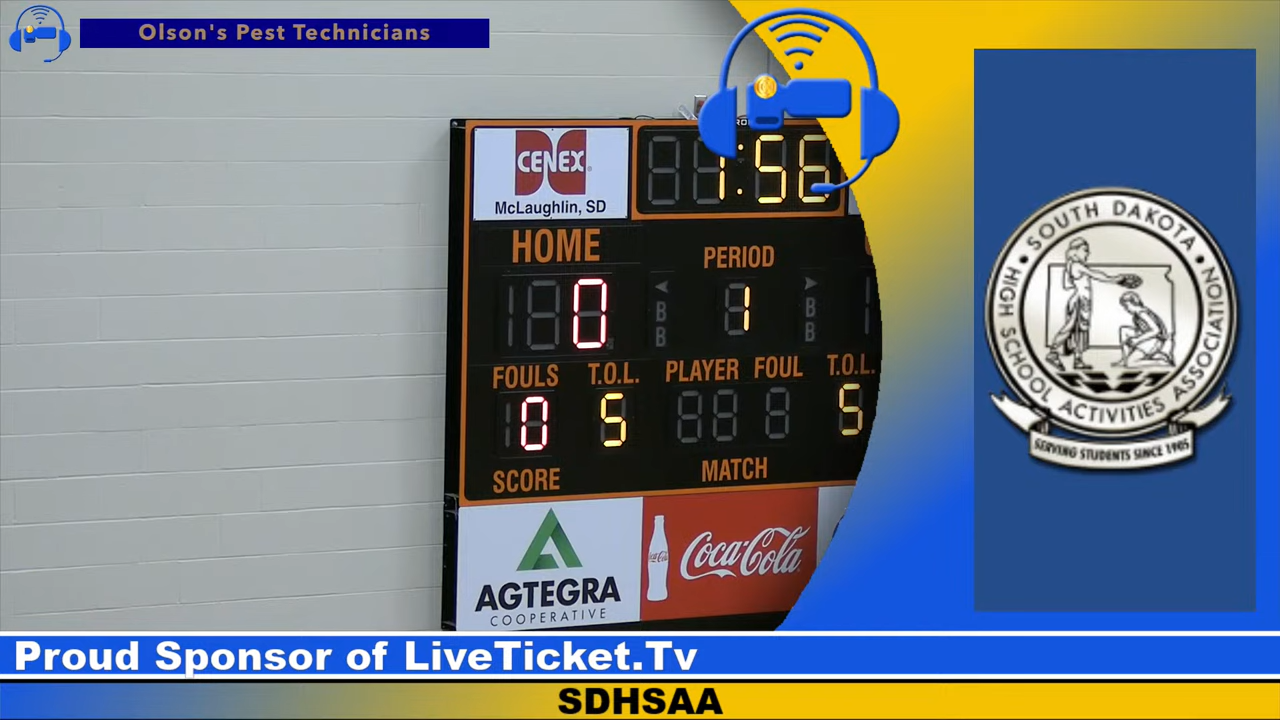 Olson's Pest Technicians
CENEX
McLaughlin, SD
1:56
HOME
PERIOD
0
1
B
B
B
B
FOULS T.O.L. PLAYER FOUL T.O.L.
0 5 5
SCORE MATCH
AGTEGRA
COOPERATIVE
Coca-Cola
Coca-Cola
SOUTH DAKOTA
HIGH SCHOOL ACTIVITIES ASSOCIATION
SERVING STUDENTS SINCE 1905
Proud Sponsor of LiveTicket.Tv
SDHSAA